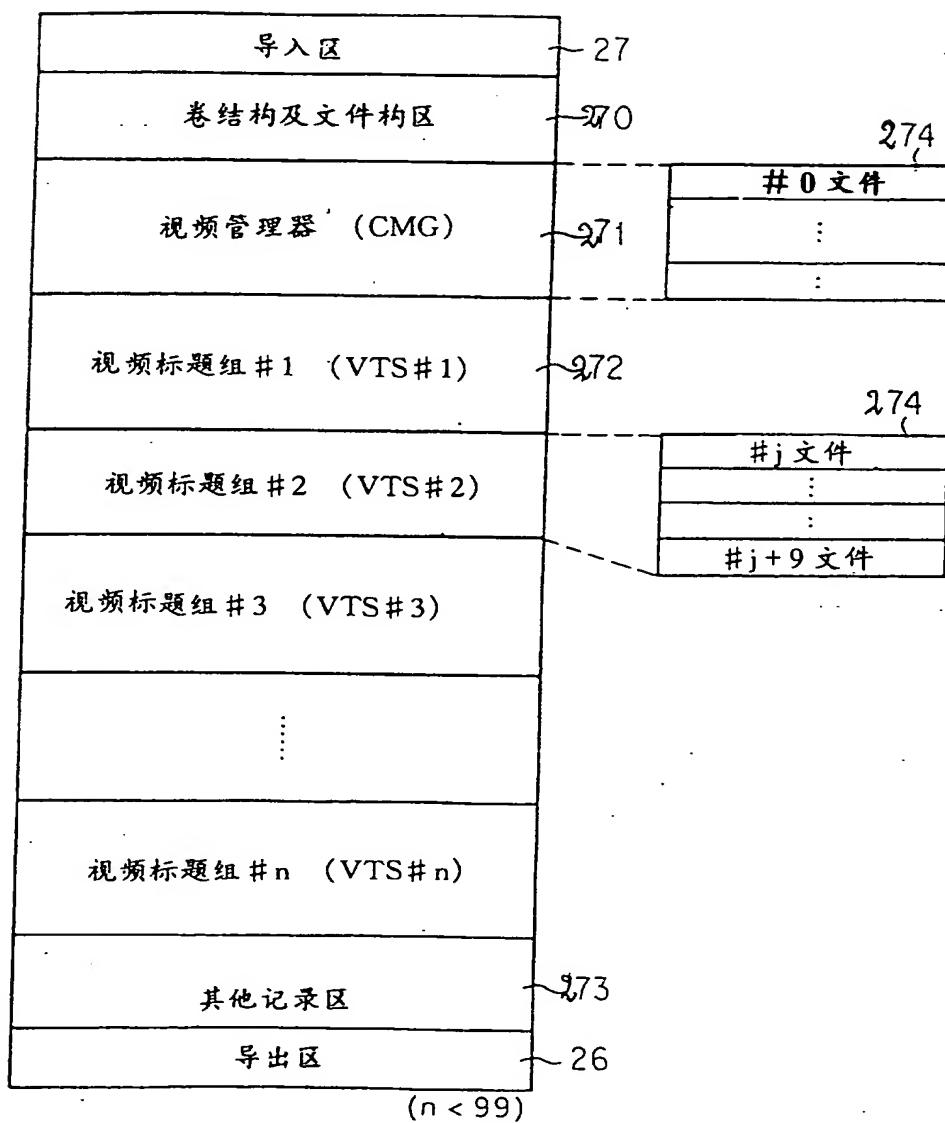 导入区 27
卷结构及文件构区 270
274
#0文件
⋮
:
视频管理器 (CMG) 271
视频标题组#1 (VTS#1) 272
274
#j文件
⋮
:
#j+9文件
视频标题组#2 (VTS#2)
视频标题组#3 (VTS#3)
⋮
视频标题组#n (VTS#n)
其他记录区 273
导出区 26
(n<99)